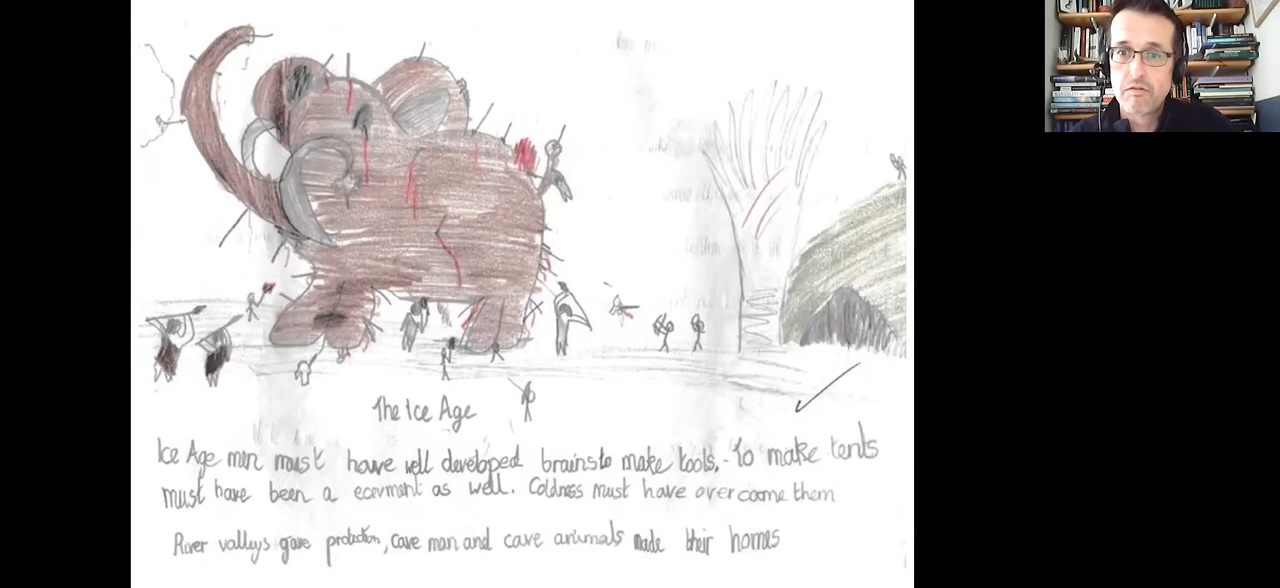 The Ice Age
Ice Age man must have well developed brains to make tools. To make tents
must have been a ecevment as well. Coldness must have overcome them
River valleys gave protection, cave man and cave animals made their homes